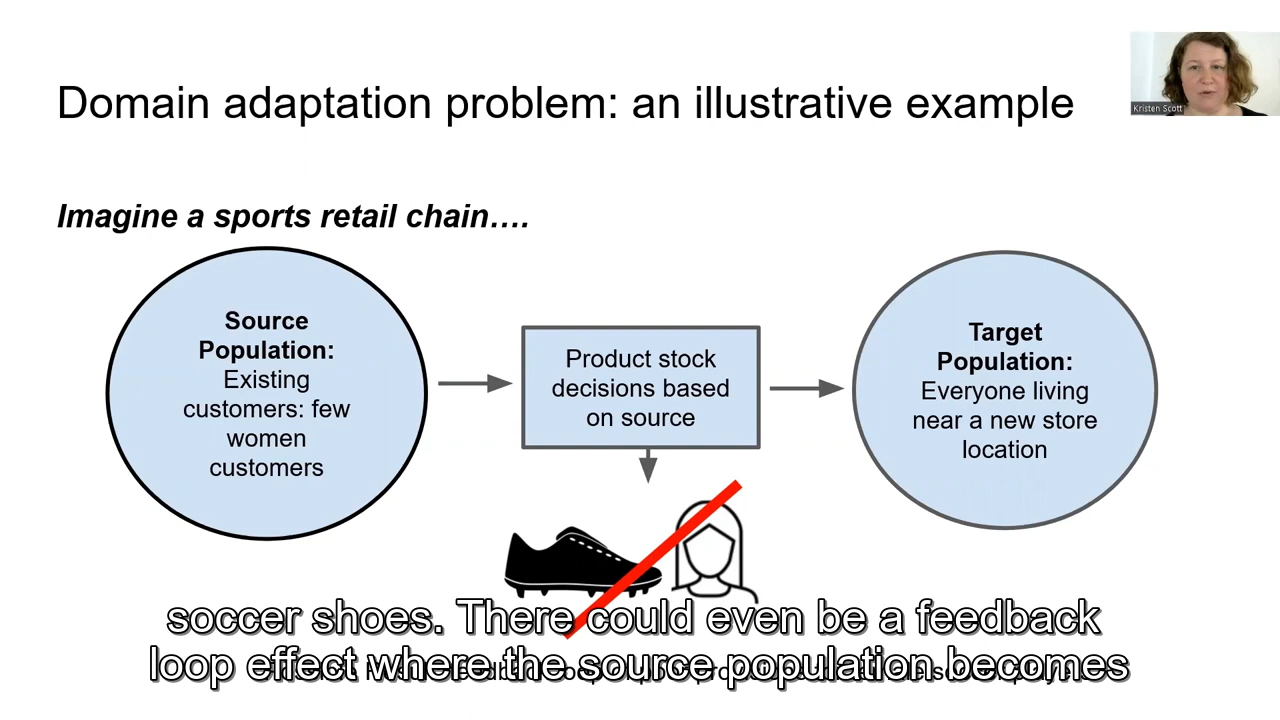 Domain adaptation problem: an illustrative example
Kristen Scott
Imagine a sports retail chain....
Source
Population:
Existing
customers: few
women
customers
Product stock
decisions based
on source
Target
Population:
Everyone living
near a new store
location
soccer shoes. There could even be a feedback
loop effect where the source population becomes